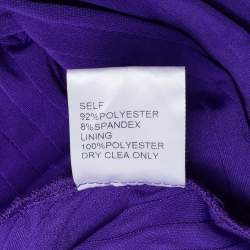 SELF
92%POLYESTER
8%SPANDEX
LINING
100%POLYESTER
DRY CLEA ONLY